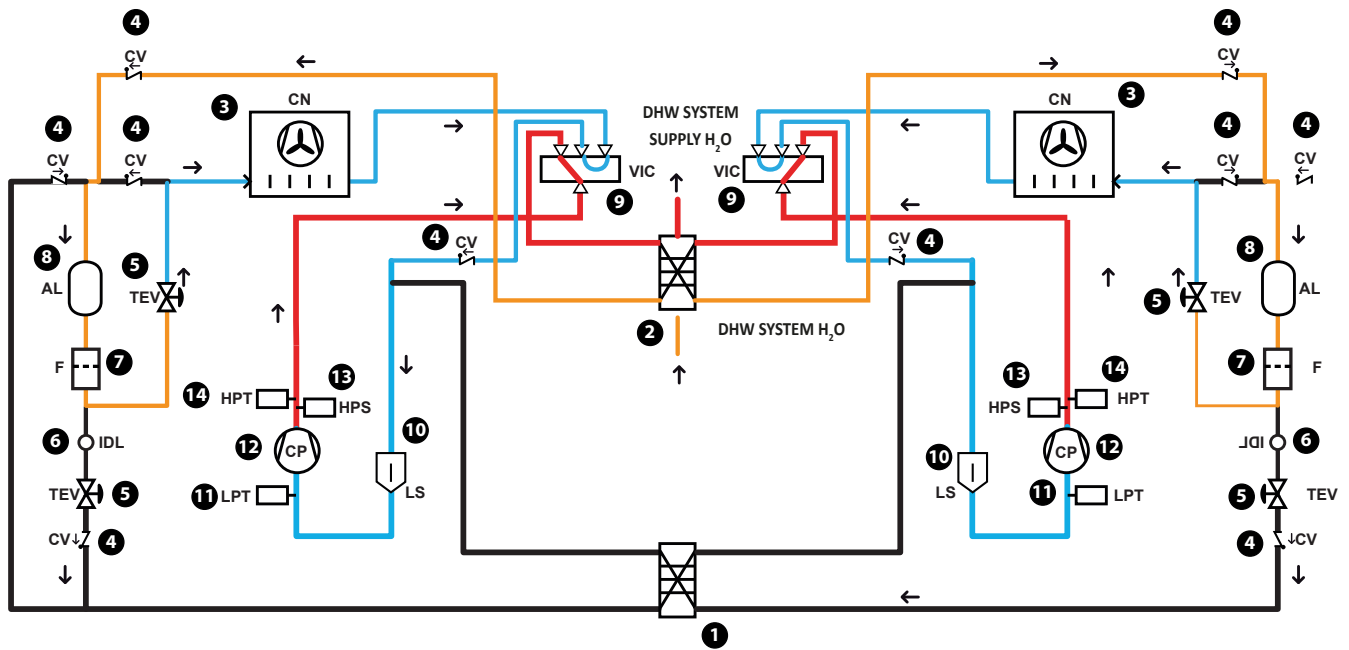 4
4
CV
CV
3
CN
DHW SYSTEM
SUPPLY H₂O
CN
3
4
4
4
4
CV
CV
CV
CV
VIC
VIC
9
9
4
CV
CV
4
8
5
5
8
AL
TEV
TEV
AL
2
DHW SYSTEM H₂O
F
7
7
F
14
HPT
13
HPS
13
HPS
14
HPT
6
IDL
12
CP
10
10
CP
12
IDL
6
TEV
5
11
LPT
LS
LS
11
LPT
5
TEV
CV
4
4
CV
1